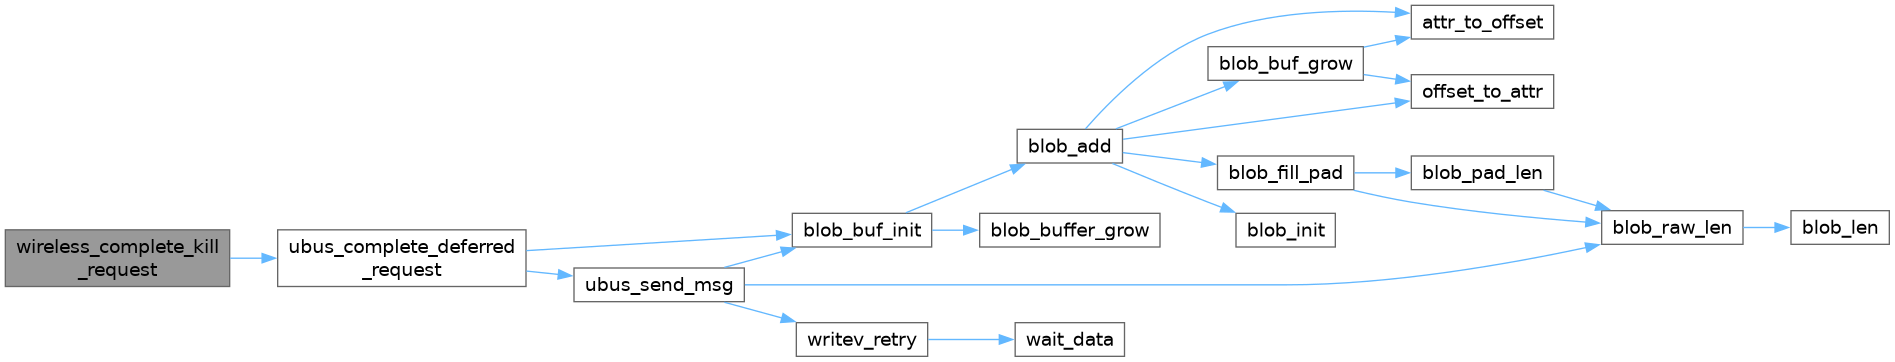 wireless_complete_kill
_request
ubus_complete_deferred
_request
ubus_send_msg
blob_buf_init
writev_retry
blob_add
blob_buffer_grow
wait_data
blob_buf_grow
blob_fill_pad
blob_init
attr_to_offset
offset_to_attr
blob_pad_len
blob_raw_len
blob_len